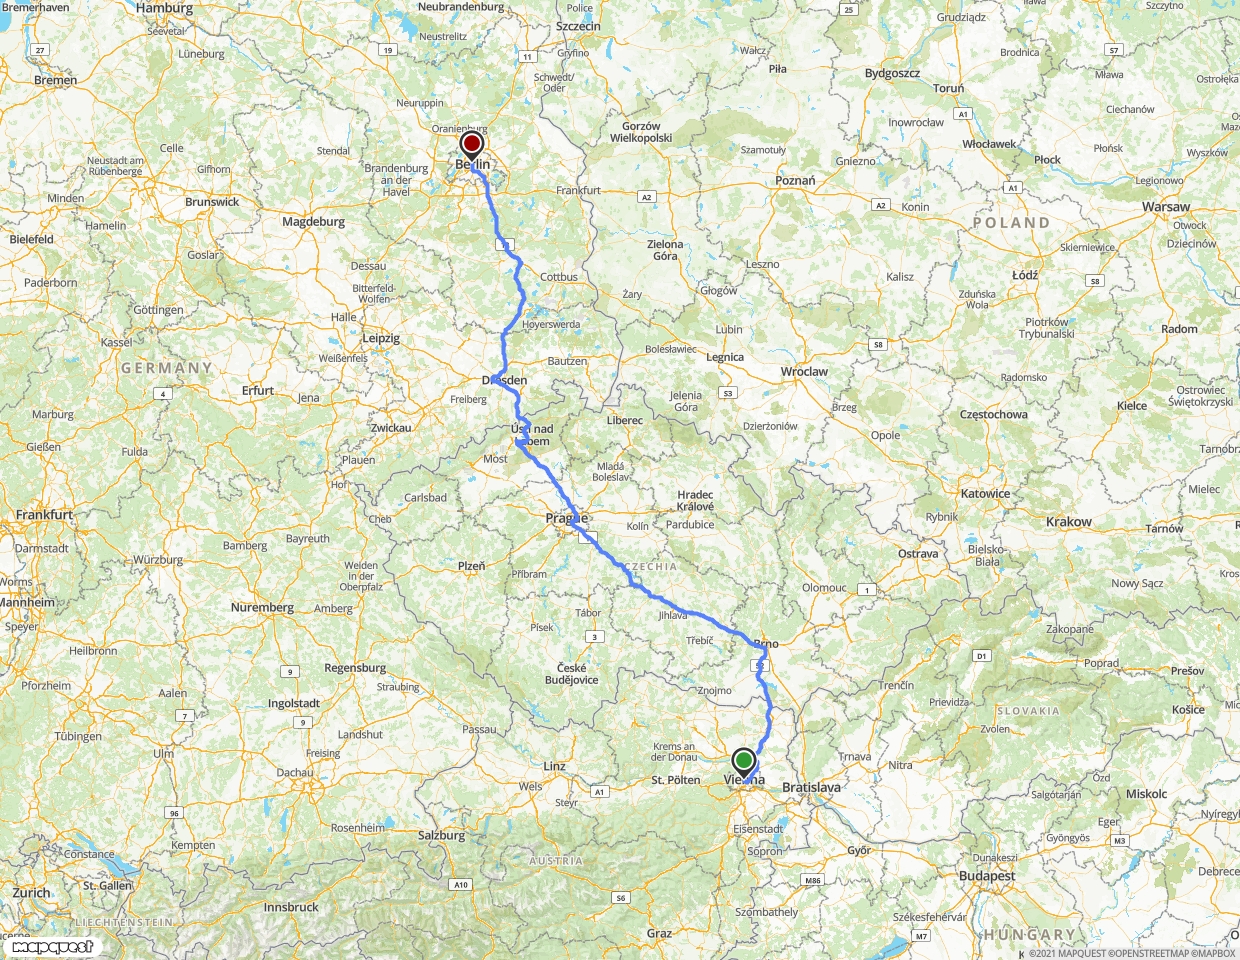 Bremerhaven
Hamburg
Seevetal
Neubrandenburg
Police
Szczecin
25
Grudziądz
Iława
Szczytno
27
Bremen
Lüneburg
19
Neustrelitz
11
Gryfino
Wałcz
Piła
Brodnica
S7
Mława
Ostrołęka
Schwedt/
Oder
Bydgoszcz
Toruń
Neuruppin
Oranienburg
Gorzów
Wielkopolski
Inowrocław
A1
Ciechanów
Celle
Stendal
Szamotuły
Gniezno
Włocławek
Płońsk
Wyszków
Neustadt am
Rübenberge
Gifhorn
Brandenburg
an der
Havel
Berlin
Płock
Minden
Brunswick
Frankfurt
A2
Poznań
A1
Legionowo
Bielefeld
Hamelin
Magdeburg
A2
Konin
Warsaw
Otwock
POLAND
Goslar
Zielona
Góra
Skierniewice
Dziecinów
Paderborn
Dessau
Bitterfeld-
Wolfen
Cottbus
Leszno
Kalisz
Łódź
S8
Göttingen
Halle
Żary
Głogów
Zduńska
Wola
Kassel
Leipzig
Hoyerswerda
Lubin
Piotrków
Trybunalski
Radom
GERMANY
Weißenfels
Bautzen
Bolesławiec
Legnica
S8
4
Erfurt
Jena
Dresden
Freiberg
Wroclaw
Radomsko
Marburg
Jelenia
Góra
S3
Brzeg
Częstochowa
Kielce
Ostrowiec
Świętokrzyski
Gießen
Zwickau
Liberec
Dzierżoniów
Opole
Fulda
Plauen
Ústí nad
Labem
Most
Hof
Mladá
Boleslav
Hradec
Králové
Katowice
Mielec
Frankfurt
Carlsbad
Cheb
Prague
Kolín
Pardubice
Rybnik
Krakow
Tarnów
Darmstadt
Würzburg
Bamberg
Bayreuth
Ostrava
Bielsko-
Biała
Worms
Mannheim
Speyer
Weiden
in der
Oberpfalz
Plzeň
Příbram
CZECHIA
Olomouc
1
Nowy Sącz
Nuremberg
Amberg
Tábor
Jihlava
Písek
3
Třebíč
Brno
Zakopane
Heilbronn
9
Regensburg
České
Budějovice
D1
Poprad
Prešov
Pforzheim
Straubing
Znojmo
Trenčín
Prievidza
Košice
Aalen
Ingolstadt
7
9
Landshut
Passau
SLOVAKIA
Zvolen
Tübingen
Ulm
Freising
Krems an
der Donau
Trnava
Nitra
Dachau
Linz
Wels
Steyr
A1
St. Pölten
Vienna
Bratislava
Ózd
Salgótarján
Miskolc
96
Rosenheim
Eisenstadt
Eger
Kempten
Salzburg
Sopron
Győr
Gyöngyös
M3
Constance
AUSTRIA
Dunakeszi
Zurich
St. Gallen
A10
M86
Budapest
S6
Innsbruck
Szombathely
Székesfehérvár
LIECHTENSTEIN
Graz
M7
HUNGARY
mapquest
©2021 MAPQUEST ©OPENSTREETMAP ©MAPBOX